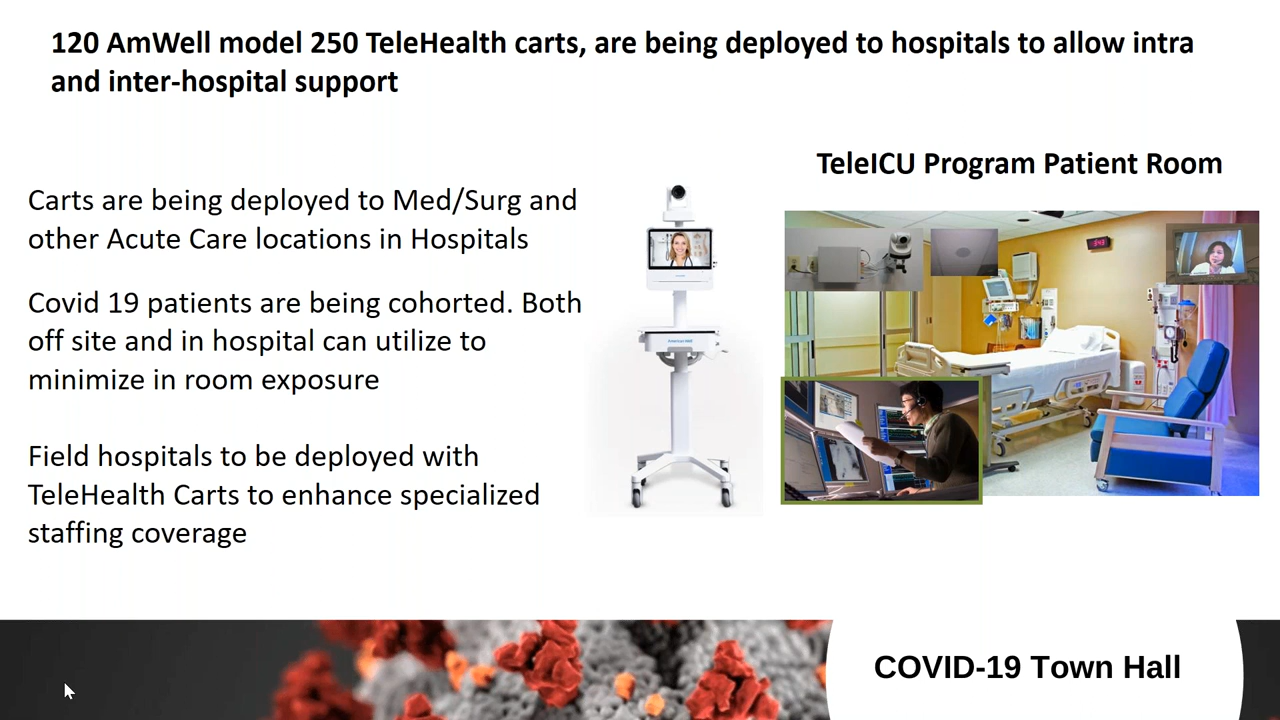 120 AmWell model 250 TeleHealth carts, are being deployed to hospitals to allow intra
and inter-hospital support
TeleICU Program Patient Room
Carts are being deployed to Med/Surg and
other Acute Care locations in Hospitals
Covid 19 patients are being cohorted. Both
off site and in hospital can utilize to
minimize in room exposure
Field hospitals to be deployed with
TeleHealth Carts to enhance specialized
staffing coverage
American Well
COVID-19 Town Hall